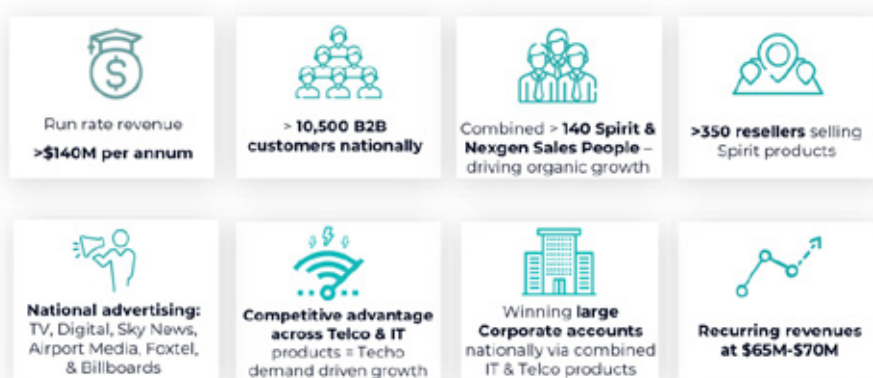 $
Run rate revenue
>$140M per annum
> 10,500 B2B
customers nationally
Combined > 140 Spirit &
Nexgen Sales People –
driving organic growth
>350 resellers selling
Spirit products
National advertising:
TV, Digital, Sky News,
Airport Media, Foxtel,
& Billboards
Competitive advantage
across Telco & IT
products = Techo
demand driven growth
Winning large
Corporate accounts
nationally via combined
IT & Telco products
Recurring revenues
at $65M-$70M